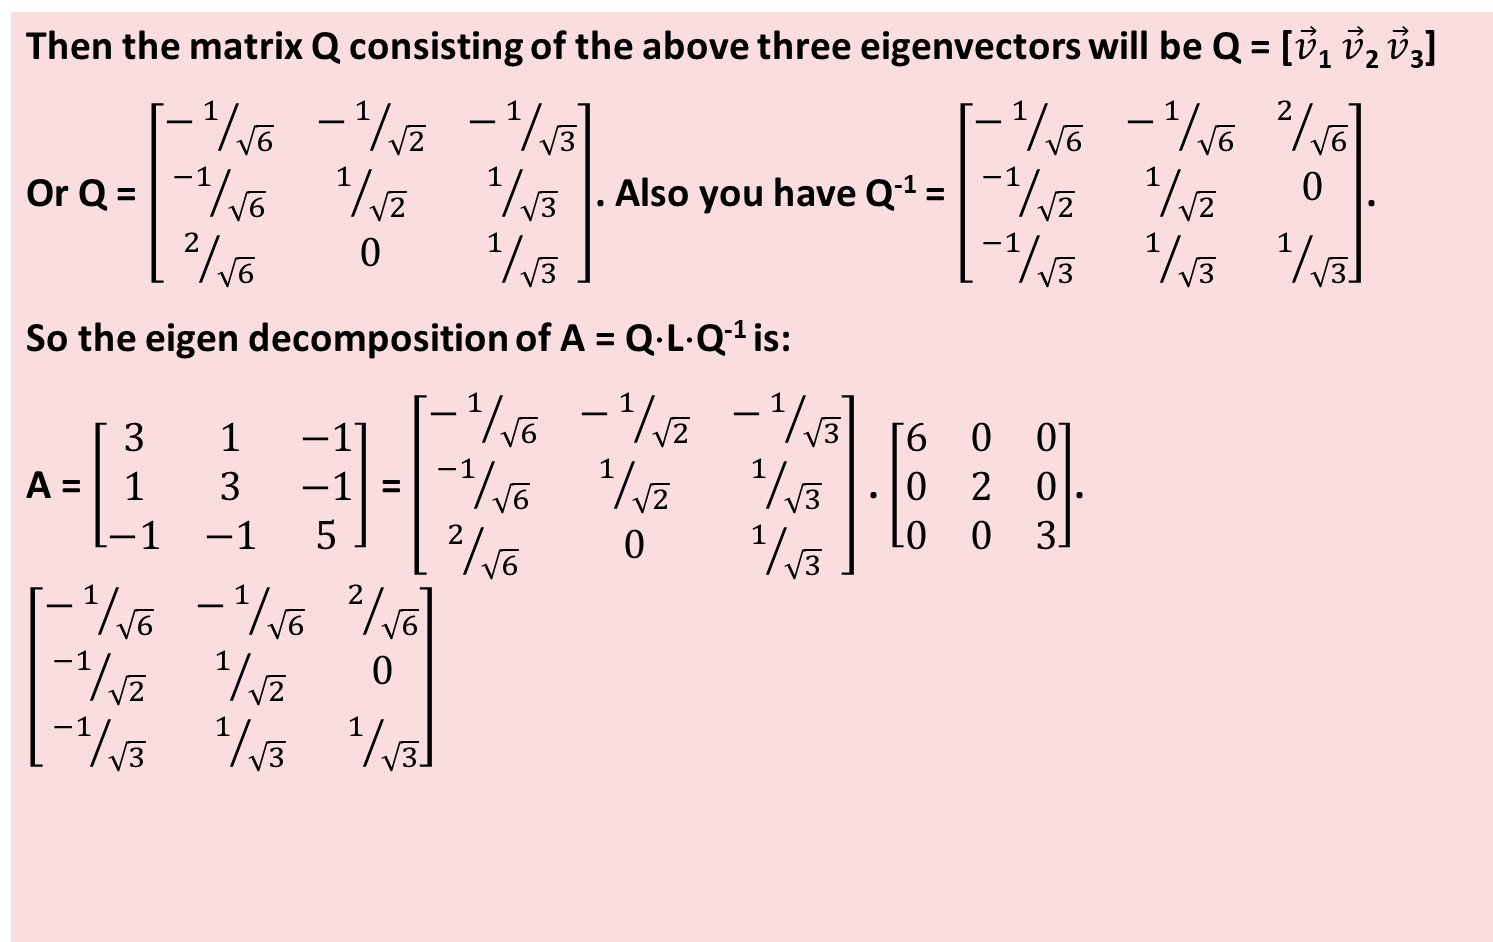 Then the matrix Q consisting of the above three eigenvectors will be Q = [v⃗₁ v⃗₂ v⃗₃]
Or Q = [−1/√6 −1/√2 −1/√3; −1/√6 1/√2 1/√3; 2/√6 0 1/√3]. Also you have Q⁻¹ = [−1/√6 −1/√6 2/√6; −1/√2 1/√2 0; −1/√3 1/√3 1/√3].
So the eigen decomposition of A = Q·L·Q⁻¹ is:
A = [3 1 −1; 1 3 −1; −1 −1 5] = [−1/√6 −1/√2 −1/√3; −1/√6 1/√2 1/√3; 2/√6 0 1/√3] . [6 0 0; 0 2 0; 0 0 3].
[−1/√6 −1/√6 2/√6; −1/√2 1/√2 0; −1/√3 1/√3 1/√3]